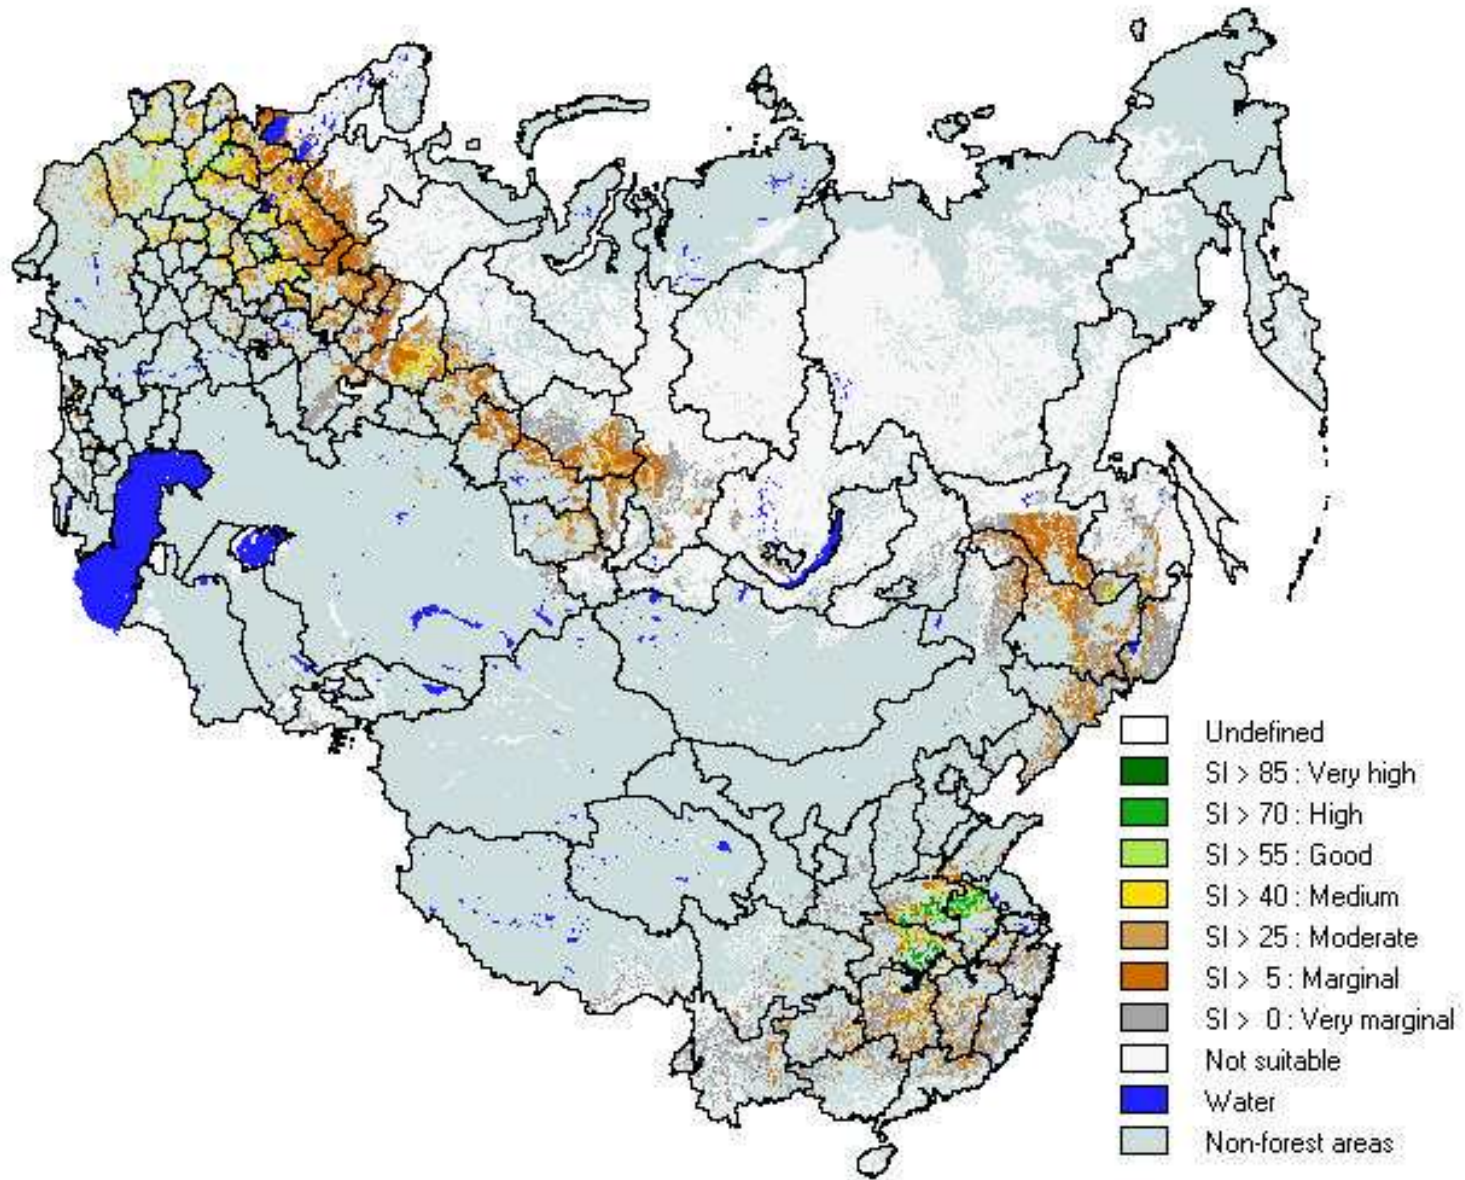 Undefined
SI > 85 : Very high
SI > 70 : High
SI > 55 : Good
SI > 40 : Medium
SI > 25 : Moderate
SI > 5 : Marginal
SI > 0 : Very marginal
Not suitable
Water
Non-forest areas